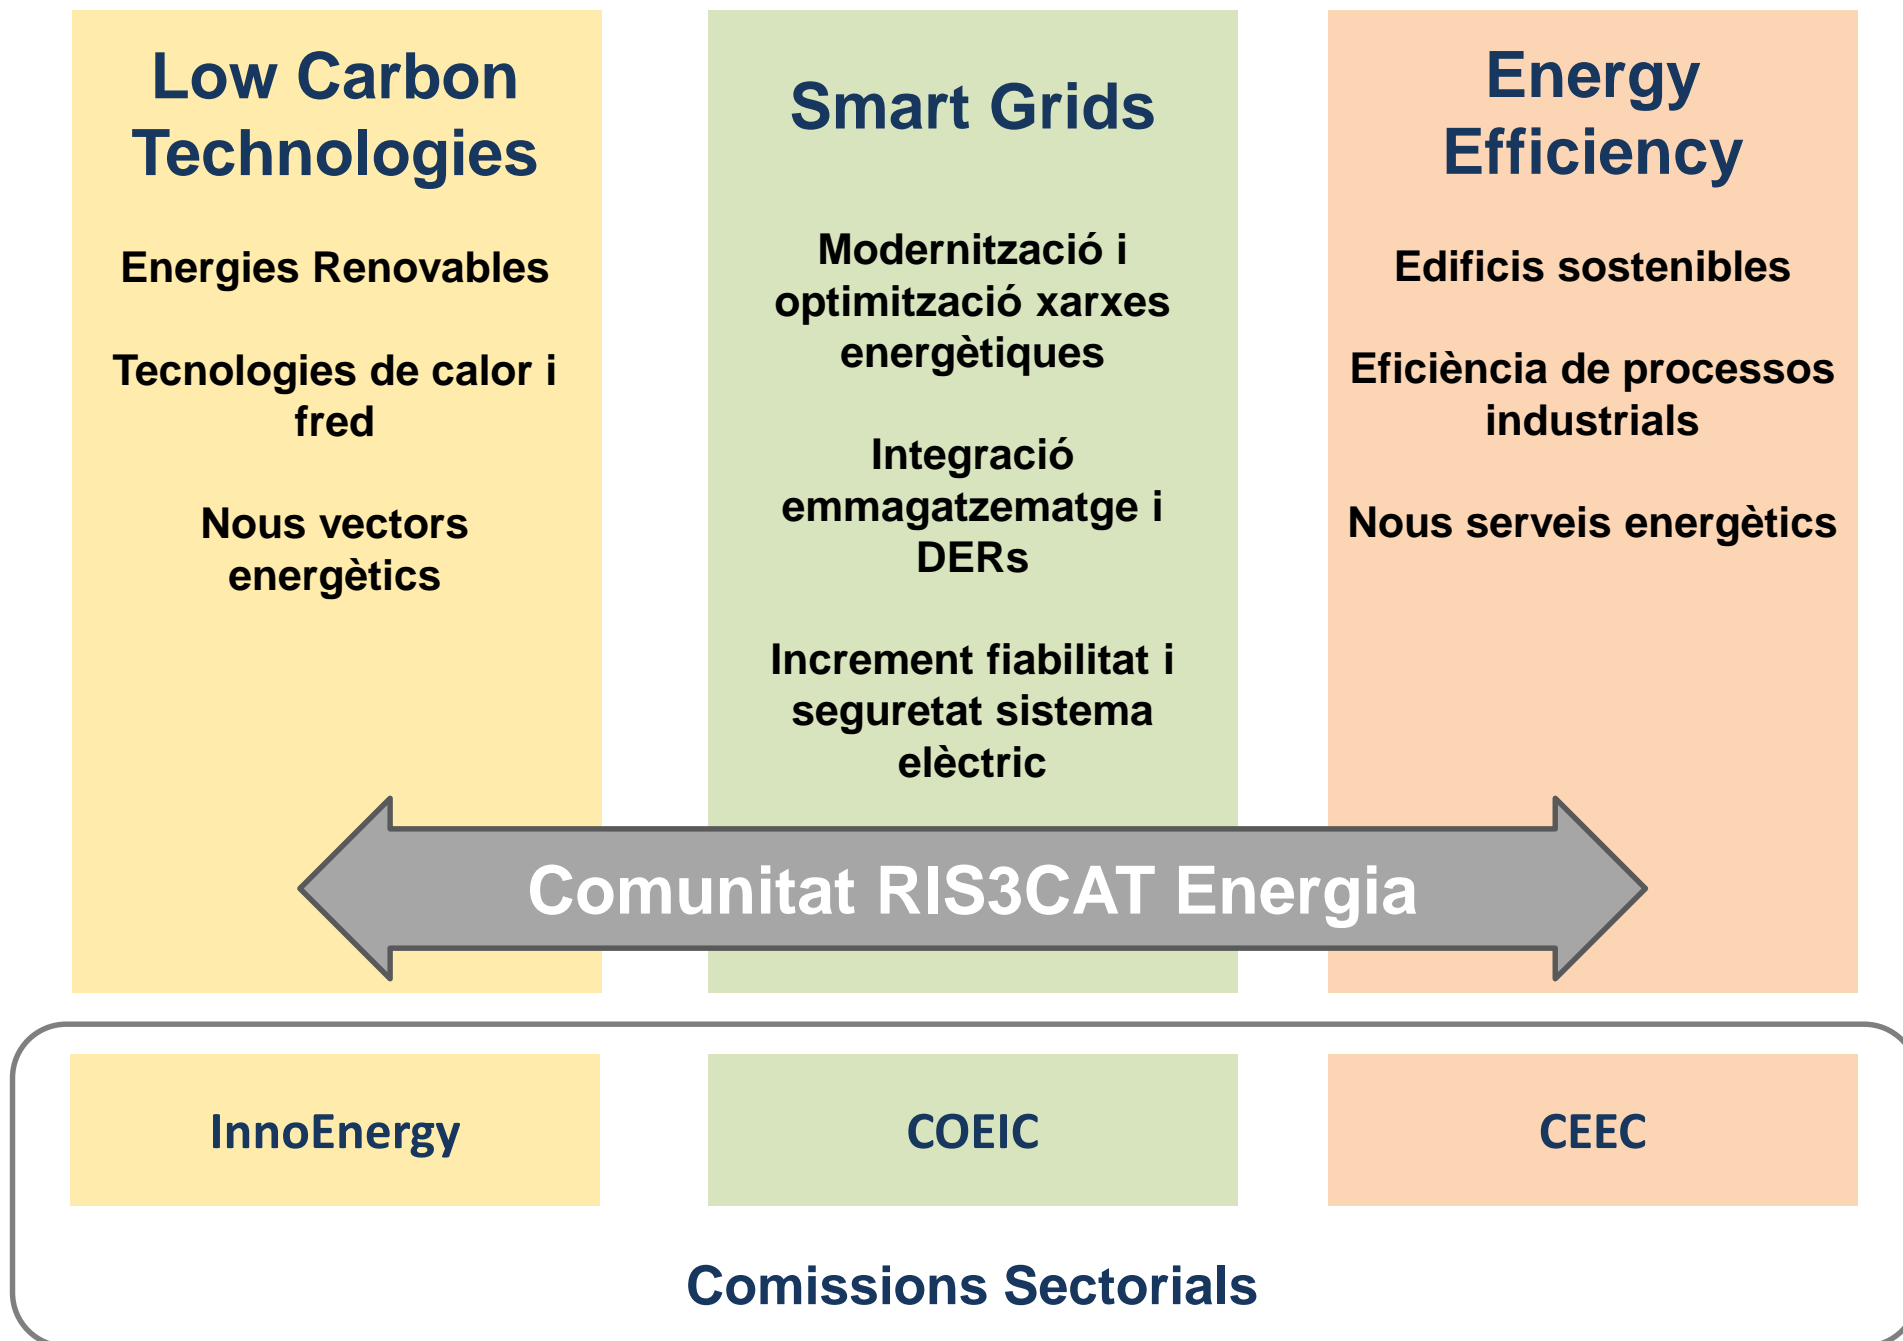 Low Carbon
Technologies
Energies Renovables
Tecnologies de calor i
fred
Nous vectors
energètics
Smart Grids
Modernització i
optimització xarxes
energètiques
Integració
emmagatzematge i
DERs
Increment fiabilitat i
seguretat sistema
elèctric
Energy
Efficiency
Edificis sostenibles
Eficiència de processos
industrials
Nous serveis energètics
Comunitat RIS3CAT Energia
InnoEnergy
COEIC
CEEC
Comissions Sectorials